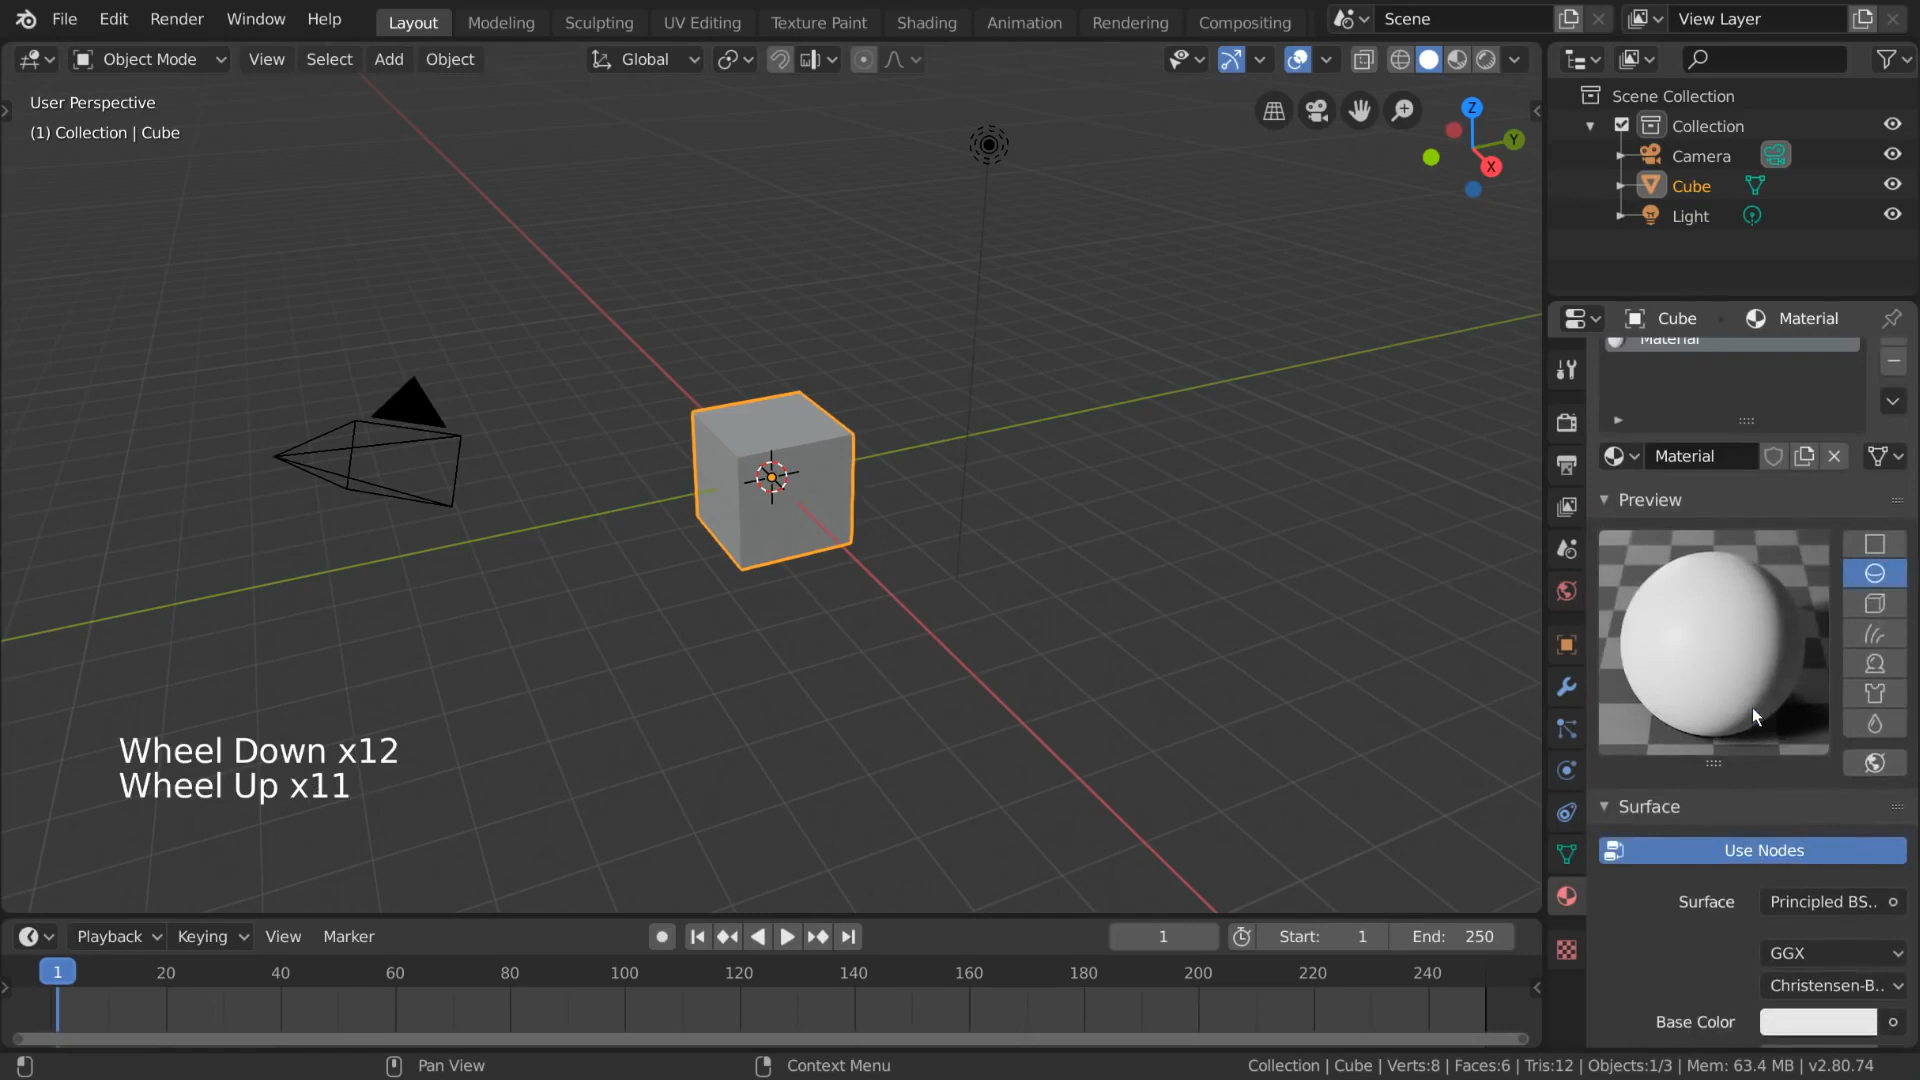 File Edit Render Window Help Layout Modeling Sculpting UV Editing Texture Paint Shading Animation Rendering Compositing Scene View Layer
Object Mode View Select Add Object Global
User Perspective
(1) Collection | Cube
Z
Y
X
Scene Collection
Collection
Camera
Cube
Light
Cube Material
Material
Material
Preview
Surface
Use Nodes
Surface Principled BS..
GGX
Christensen-B..
Base Color
Wheel Down x12
Wheel Up x11
Playback Keying View Marker 1 Start: 1 End: 250
1 20 40 60 80 100 120 140 160 180 200 220 240
Pan View Context Menu Collection | Cube | Verts:8 | Faces:6 | Tris:12 | Objects:1/3 | Mem: 63.4 MB | v2.80.74